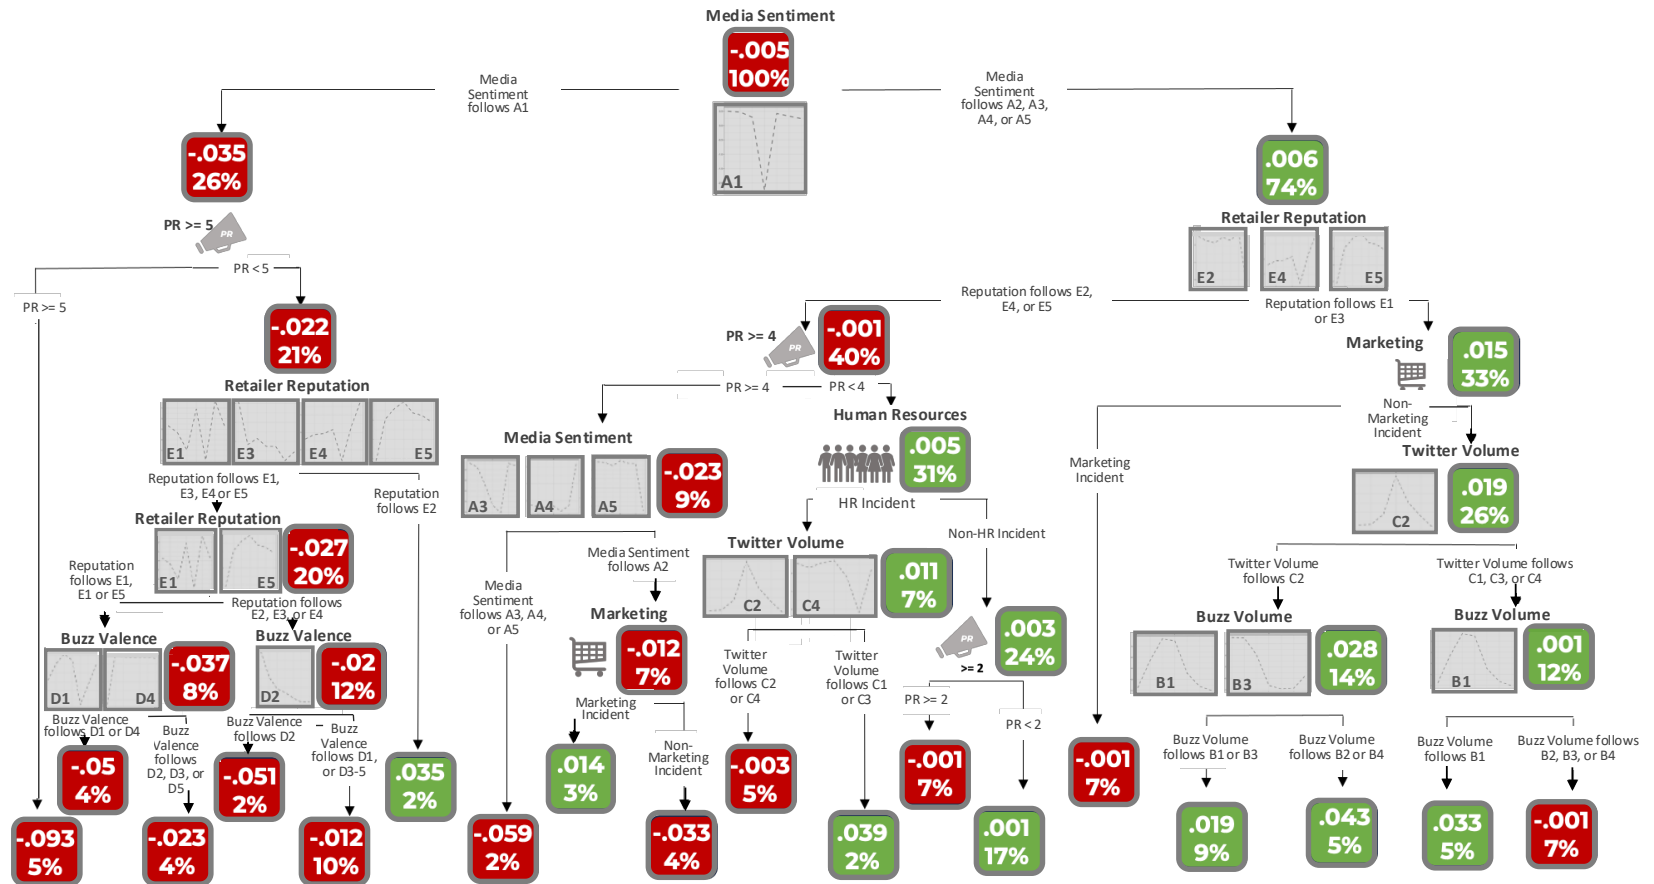 Media Sentiment
-.005
100%
Media
Sentiment
follows A1
Media
Sentiment
follows A2, A3,
A4, or A5
A1
-.035
26%
.006
74%
PR >= 5
PR
PR < 5
PR >= 5
Retailer Reputation
E2
E4
E5
Reputation follows E2,
E4, or E5
Reputation follows E1
or E3
-.022
21%
PR >= 4
PR
-.001
40%
Marketing
.015
33%
Retailer Reputation
E1
E3
E4
E5
PR >= 4
PR < 4
Non-
Marketing
Incident
Human Resources
.005
31%
Media Sentiment
A3
A4
A5
-.023
9%
Marketing
Incident
Twitter Volume
C2
.019
26%
Reputation follows E1,
E3, E4 or E5
Reputation
follows E2
HR Incident
Non-HR Incident
Retailer Reputation
E1
E5
-.027
20%
Media Sentiment
follows A2
Media
Sentiment
follows A3, A4,
or A5
Twitter Volume
C2
C4
.011
7%
Twitter Volume
follows C2
Twitter Volume follows
C1, C3, or C4
Reputation
follows E1,
E1 or E5
Reputation follows
E2, E3, or E4
Marketing
-.012
7%
PR
>= 2
.003
24%
Buzz Volume
B1
B3
.028
14%
Buzz Volume
B1
.001
12%
Buzz Valence
D1
D4
-.037
8%
Buzz Valence
D2
-.02
12%
Twitter
Volume
follows C2
or C4
Twitter
Volume
follows C1
or C3
PR >= 2
PR < 2
Marketing
Incident
Non-
Marketing
Incident
Buzz Valence
follows D1 or D4
Buzz
Valence
follows
D2, D3, or
D5
Buzz Valence
follows D2
Buzz
Valence
follows D1,
or D3-5
Buzz Volume
follows B1 or B3
Buzz Volume
follows B2 or B4
Buzz Volume
follows B1
Buzz Volume follows
B2, B3, or B4
-.05
4%
-.051
2%
.035
2%
.014
3%
-.003
5%
-.001
7%
-.001
7%
-.093
5%
-.023
4%
-.012
10%
-.059
2%
-.033
4%
.039
2%
.001
17%
.019
9%
.043
5%
.033
5%
-.001
7%